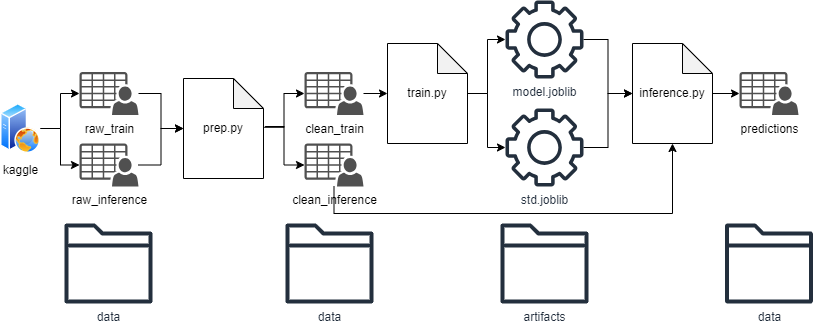 kaggle
raw_train
raw_inference
prep.py
clean_train
clean_inference
train.py
model.joblib
std.joblib
inference.py
predictions
data
data
artifacts
data